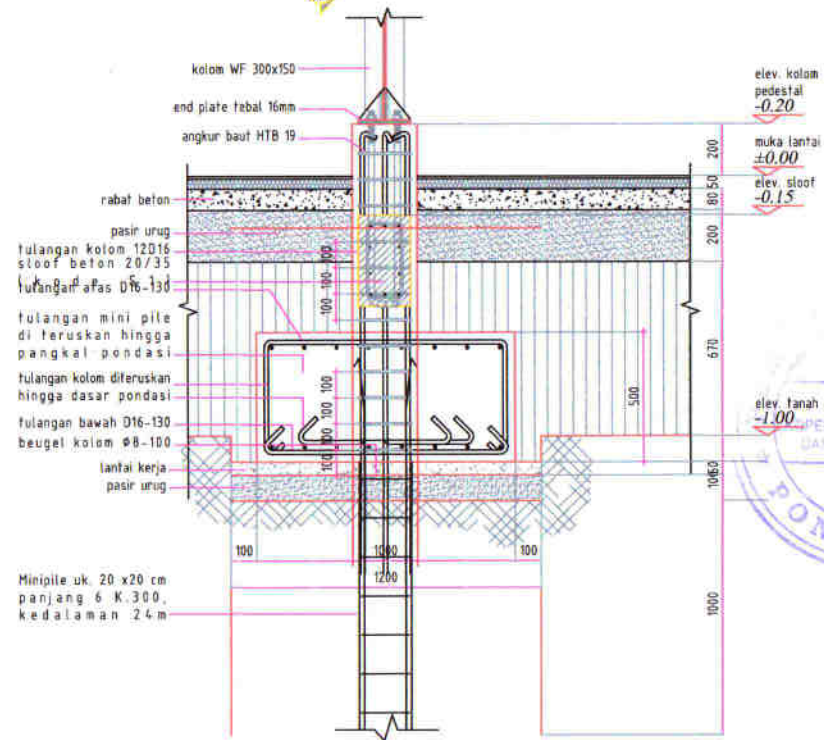 kolom WF 300x150
end plate tebal 16mm
angkur baut HTB 19
rabat beton
pasir urug
tulangan kolom 12D16
sloof beton 20/35
tulangan atas D16-130
tulangan mini pile
di teruskan hingga
pangkal pondasi
tulangan kolom diteruskan
hingga dasar pondasi
tulangan bawah D16-130
beugel kolom Ø8-100
lantai kerja
pasir urug
Minipile uk. 20 x20 cm
panjang 6 K.300,
kedalaman 24m
100
100
100
100
100
100
100
100
1000
100
1200
500
elev. kolom
pedestal
-0.20
muka lantai
±0.00
elev. sloof
-0.15
elev. tanah
-1.00
200
50
80
200
670
100
1000
PON